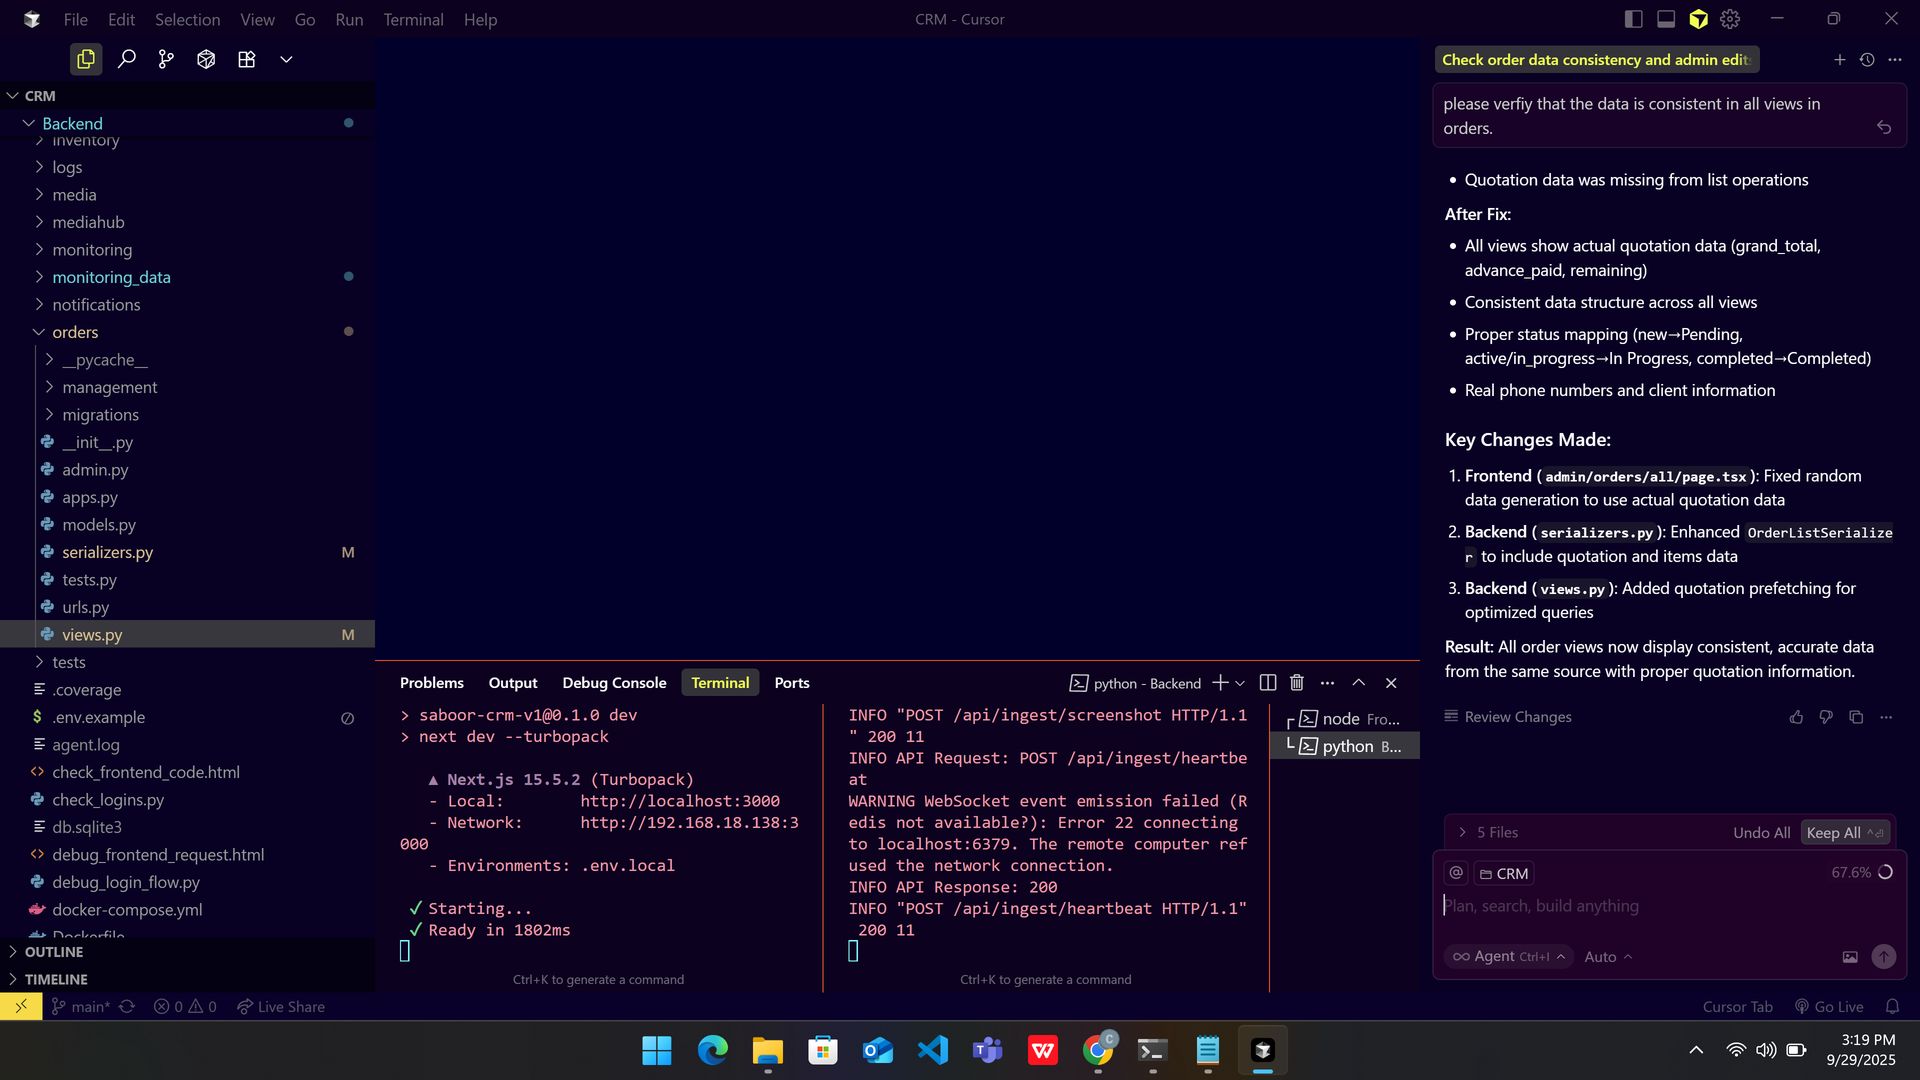 File Edit Selection View Go Run Terminal Help
CRM - Cursor
CRM
Backend
inventory
logs
media
mediahub
monitoring
monitoring_data
notifications
orders
__pycache__
management
migrations
__init__.py
admin.py
apps.py
models.py
serializers.py M
tests.py
urls.py
views.py M
tests
.coverage
.env.example
agent.log
check_frontend_code.html
check_logins.py
db.sqlite3
debug_frontend_request.html
debug_login_flow.py
docker-compose.yml
Dockerfile
OUTLINE
TIMELINE
Problems Output Debug Console Terminal Ports
python - Backend
> saboor-crm-v1@0.1.0 dev
> next dev --turbopack
▲ Next.js 15.5.2 (Turbopack)
- Local: http://localhost:3000
- Network: http://192.168.18.138:3
000
- Environments: .env.local
✓ Starting...
✓ Ready in 1802ms
Ctrl+K to generate a command
INFO "POST /api/ingest/screenshot HTTP/1.1
" 200 11
INFO API Request: POST /api/ingest/heartbe
at
WARNING WebSocket event emission failed (R
edis not available?): Error 22 connecting
to localhost:6379. The remote computer ref
used the network connection.
INFO API Response: 200
INFO "POST /api/ingest/heartbeat HTTP/1.1"
200 11
Ctrl+K to generate a command
node Fro...
python B...
Check order data consistency and admin edit
please verfiy that the data is consistent in all views in
orders.
• Quotation data was missing from list operations
After Fix:
• All views show actual quotation data (grand_total,
advance_paid, remaining)
• Consistent data structure across all views
• Proper status mapping (new→Pending,
active/in_progress→In Progress, completed→Completed)
• Real phone numbers and client information
Key Changes Made:
1. Frontend (admin/orders/all/page.tsx): Fixed random
data generation to use actual quotation data
2. Backend (serializers.py): Enhanced OrderListSerialize
r to include quotation and items data
3. Backend (views.py): Added quotation prefetching for
optimized queries
Result: All order views now display consistent, accurate data
from the same source with proper quotation information.
Review Changes
5 Files Undo All Keep All
@ CRM 67.6%
Plan, search, build anything
Agent Ctrl+I Auto
main* 0 0 Live Share
Cursor Tab Go Live
3:19 PM
9/29/2025